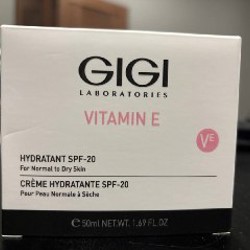 GIGI
LABORATORIES
VITAMIN E
VE
HYDRATANT SPF-20
For Normal to Dry Skin
CRÈME HYDRATANTE SPF-20
Pour Peau Normale à Sèche
e 50ml NET.WT. 1.69 FL.OZ